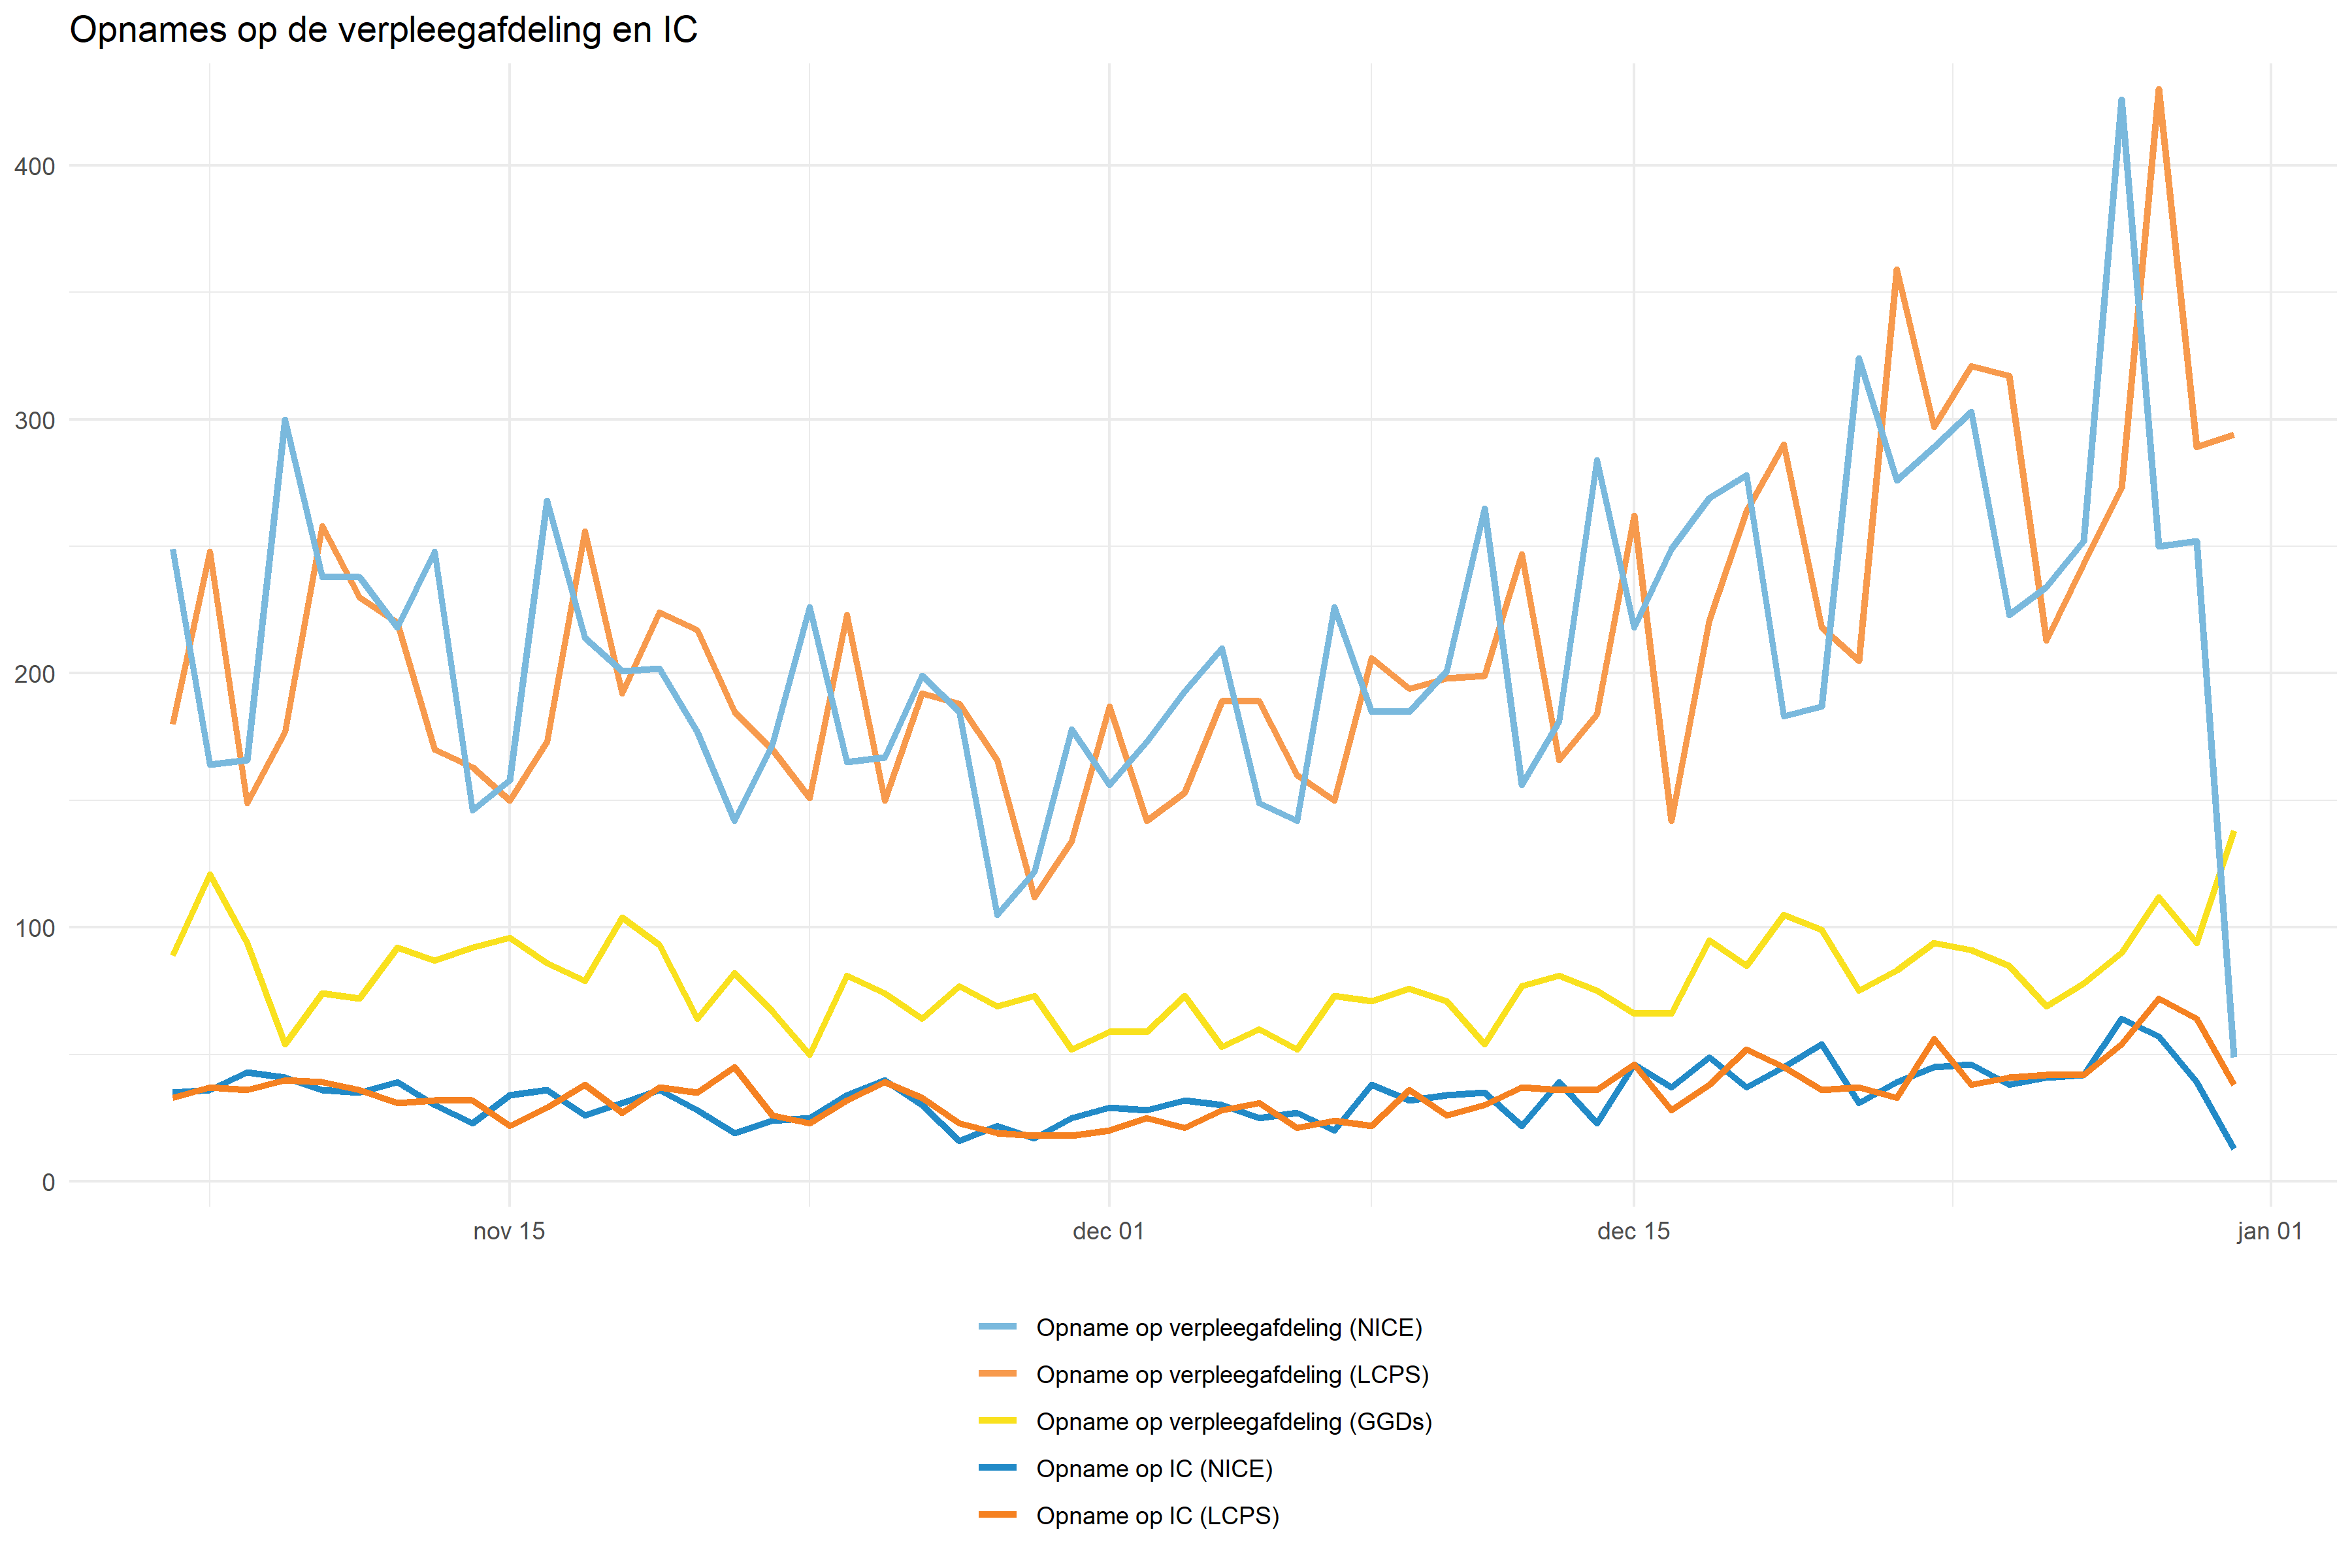 Opnames op de verpleegafdeling en IC
400
300
200
100
0
nov 15
dec 01
dec 15
jan 01
Opname op verpleegafdeling (NICE)
Opname op verpleegafdeling (LCPS)
Opname op verpleegafdeling (GGDs)
Opname op IC (NICE)
Opname op IC (LCPS)